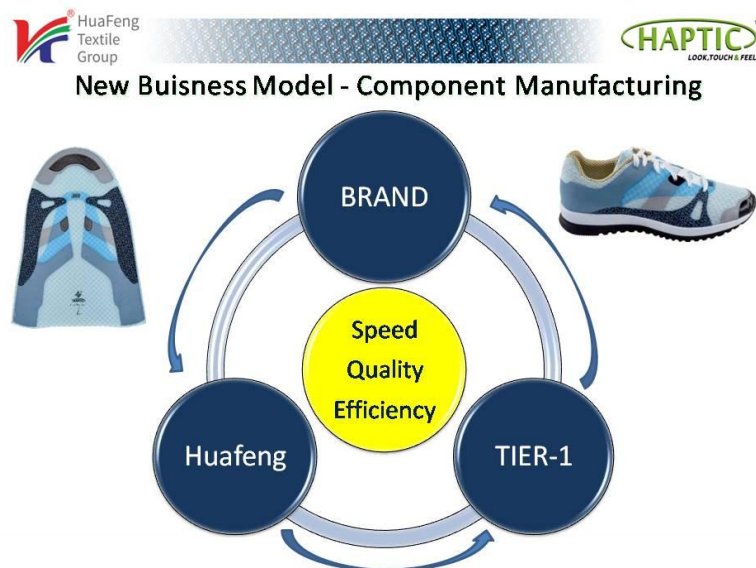 HuaFeng
Textile
Group
HAPTIC
LOOK,TOUCH & FEEL
New Buisness Model - Component Manufacturing
BRAND
Speed
Quality
Efficiency
Huafeng
TIER-1